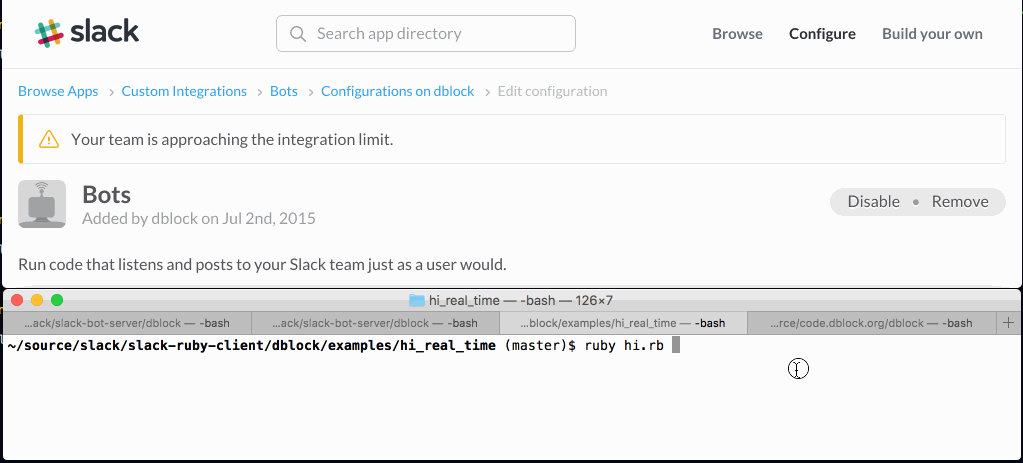 slack
Search app directory
Browse
Configure
Build your own
Browse Apps > Custom Integrations > Bots > Configurations on dblock > Edit configuration
Your team is approaching the integration limit.
Bots
Added by dblock on Jul 2nd, 2015
Disable • Remove
Run code that listens and posts to your Slack team just as a user would.
hi_real_time — -bash — 126×7
...ack/slack-bot-server/dblock — -bash
...ack/slack-bot-server/dblock — -bash
...block/examples/hi_real_time — -bash
...rce/code.dblock.org/dblock — -bash
~/source/slack/slack-ruby-client/dblock/examples/hi_real_time (master)$ ruby hi.rb